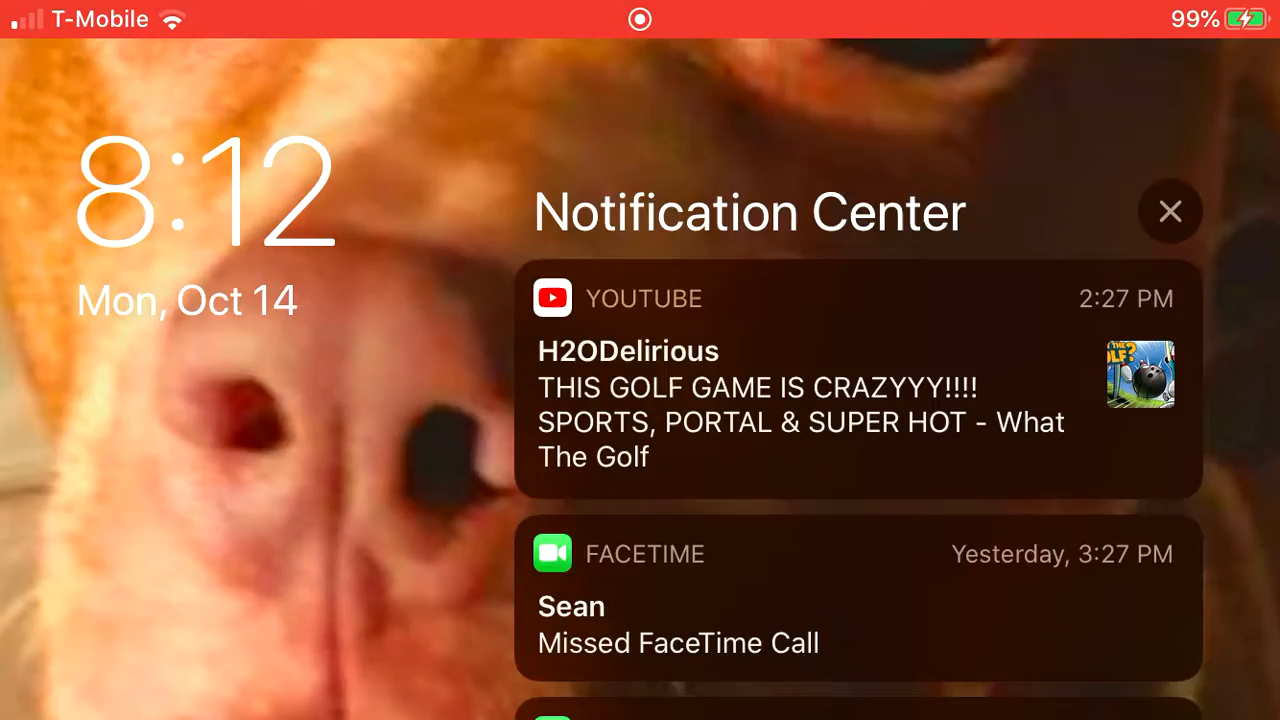 T-Mobile
99%
8:12
Mon, Oct 14
Notification Center
YOUTUBE
2:27 PM
H2ODelirious
THIS GOLF GAME IS CRAZYYY!!!!
SPORTS, PORTAL & SUPER HOT - What
The Golf
FACETIME
Yesterday, 3:27 PM
Sean
Missed FaceTime Call